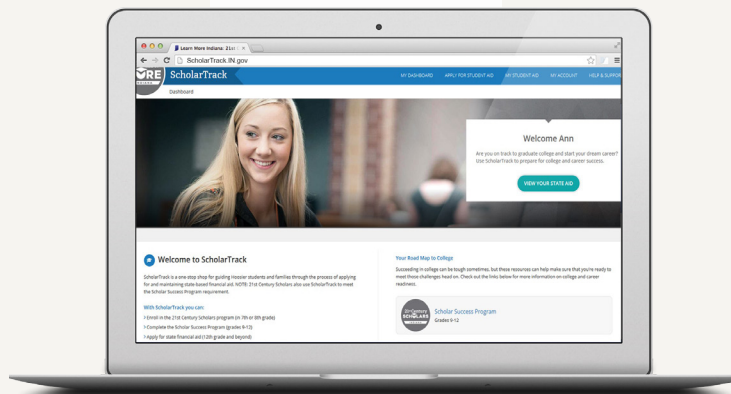 Learn More Indiana: 21st
ScholarTrack.IN.gov
ScholarTrack
MY DASHBOARD APPLY FOR STUDENT AID MY STUDENT AID MY ACCOUNT HELP & SUPPOR
Dashboard
Welcome Ann
Are you on track to graduate college and start your dream career?
Use ScholarTrack to prepare for college and career success.
VIEW YOUR STATE AID
Welcome to ScholarTrack
ScholarTrack is a one-stop shop for guiding Hoosier students and families through the process of applying
for and maintaining state-based financial aid. NOTE: 21st Century Scholars also use ScholarTrack to meet
the Scholar Success Program requirement.
With ScholarTrack you can:
> Enroll in the 21st Century Scholars program (in 7th or 8th grade)
> Complete the Scholar Success Program (grades 9-12)
> Apply for state financial aid (12th grade and beyond)
Your Road Map to College
Succeeding in college can be tough sometimes, but these resources can help make sure that you're ready to
meet those challenges head on. Check out the links below for more information on college and career
readiness.
21st Century
SCHOLARS
Scholar Success Program
Grades 9-12